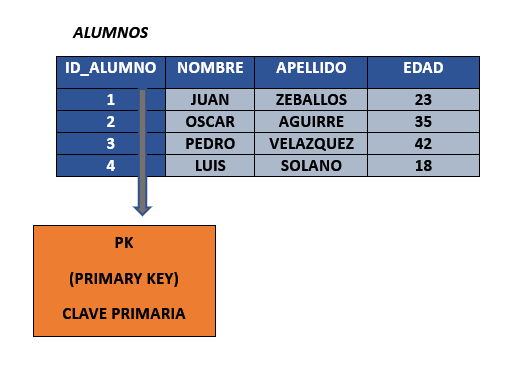 ALUMNOS
ID_ALUMNO NOMBRE APELLIDO EDAD
1 JUAN ZEBALLOS 23
2 OSCAR AGUIRRE 35
3 PEDRO VELAZQUEZ 42
4 LUIS SOLANO 18
PK
(PRIMARY KEY)
CLAVE PRIMARIA